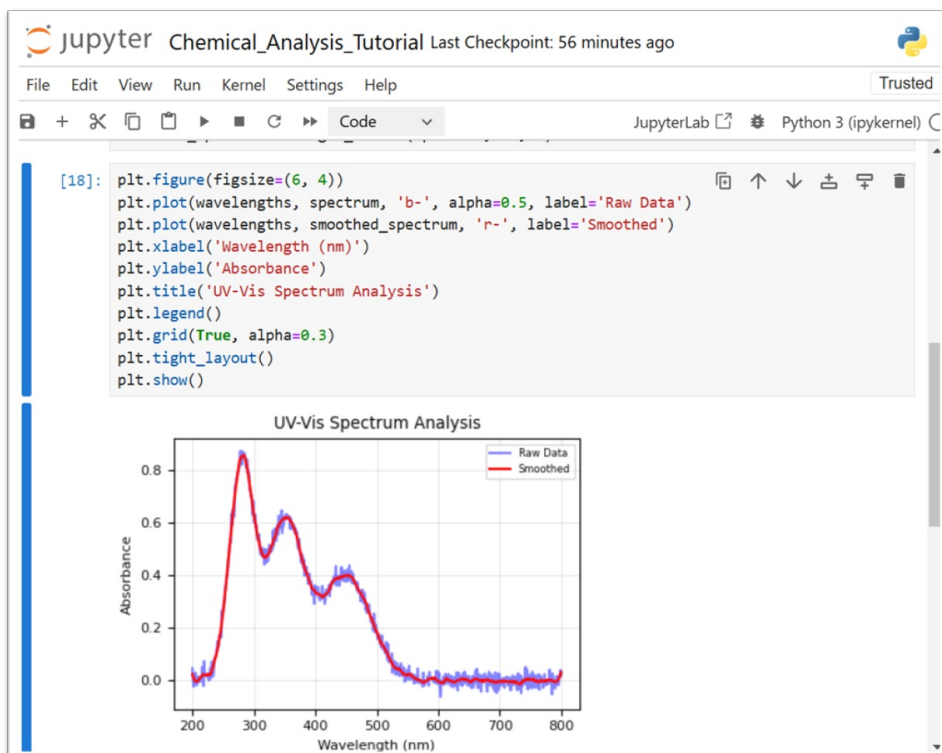 jupyter Chemical_Analysis_Tutorial Last Checkpoint: 56 minutes ago
File Edit View Run Kernel Settings Help Trusted
Code JupyterLab Python 3 (ipykernel)
[18]: plt.figure(figsize=(6, 4))
plt.plot(wavelengths, spectrum, 'b-', alpha=0.5, label='Raw Data')
plt.plot(wavelengths, smoothed_spectrum, 'r-', label='Smoothed')
plt.xlabel('Wavelength (nm)')
plt.ylabel('Absorbance')
plt.title('UV-Vis Spectrum Analysis')
plt.legend()
plt.grid(True, alpha=0.3)
plt.tight_layout()
plt.show()
UV-Vis Spectrum Analysis
Raw Data
Smoothed
0.8
0.6
0.4
0.2
0.0
Absorbance
200 300 400 500 600 700 800
Wavelength (nm)